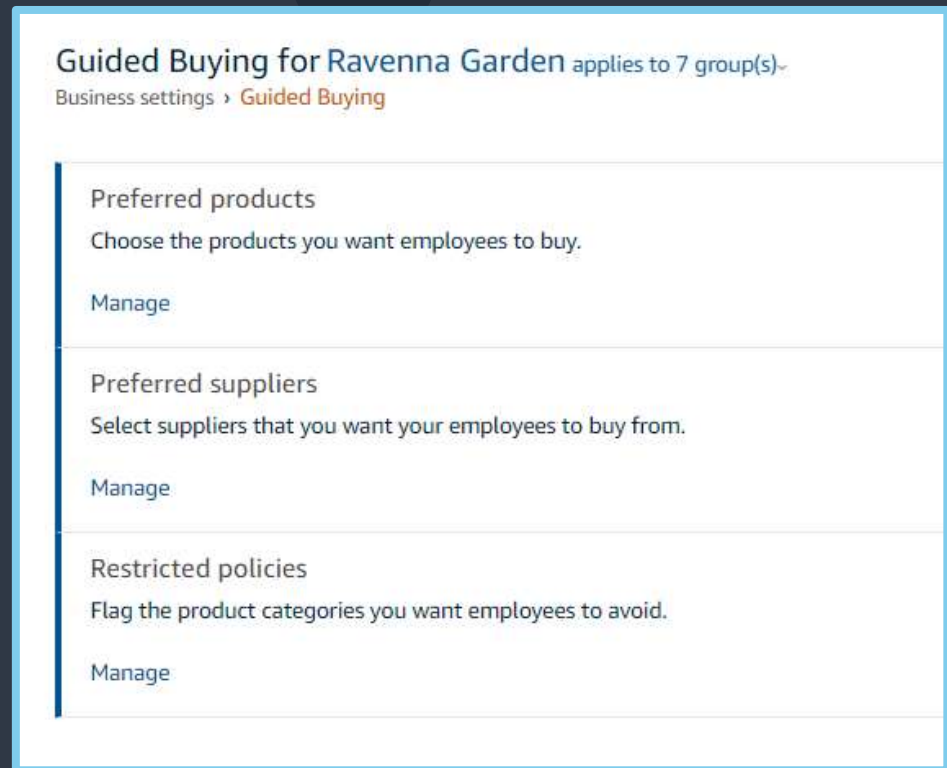 Guided Buying for Ravenna Garden applies to 7 group(s)
Business settings › Guided Buying
Preferred products
Choose the products you want employees to buy.
Manage
Preferred suppliers
Select suppliers that you want your employees to buy from.
Manage
Restricted policies
Flag the product categories you want employees to avoid.
Manage